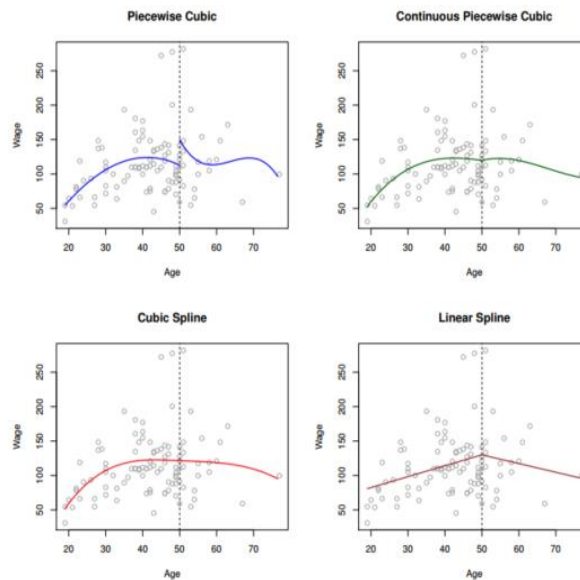 Piecewise Cubic
Continuous Piecewise Cubic
Wage
50 100 150 200 250
20 30 40 50 60 70
Age
Wage
50 100 150 200 250
20 30 40 50 60 70
Age
Cubic Spline
Linear Spline
Wage
50 100 150 200 250
20 30 40 50 60 70
Age
Wage
50 100 150 200 250
20 30 40 50 60 70
Age